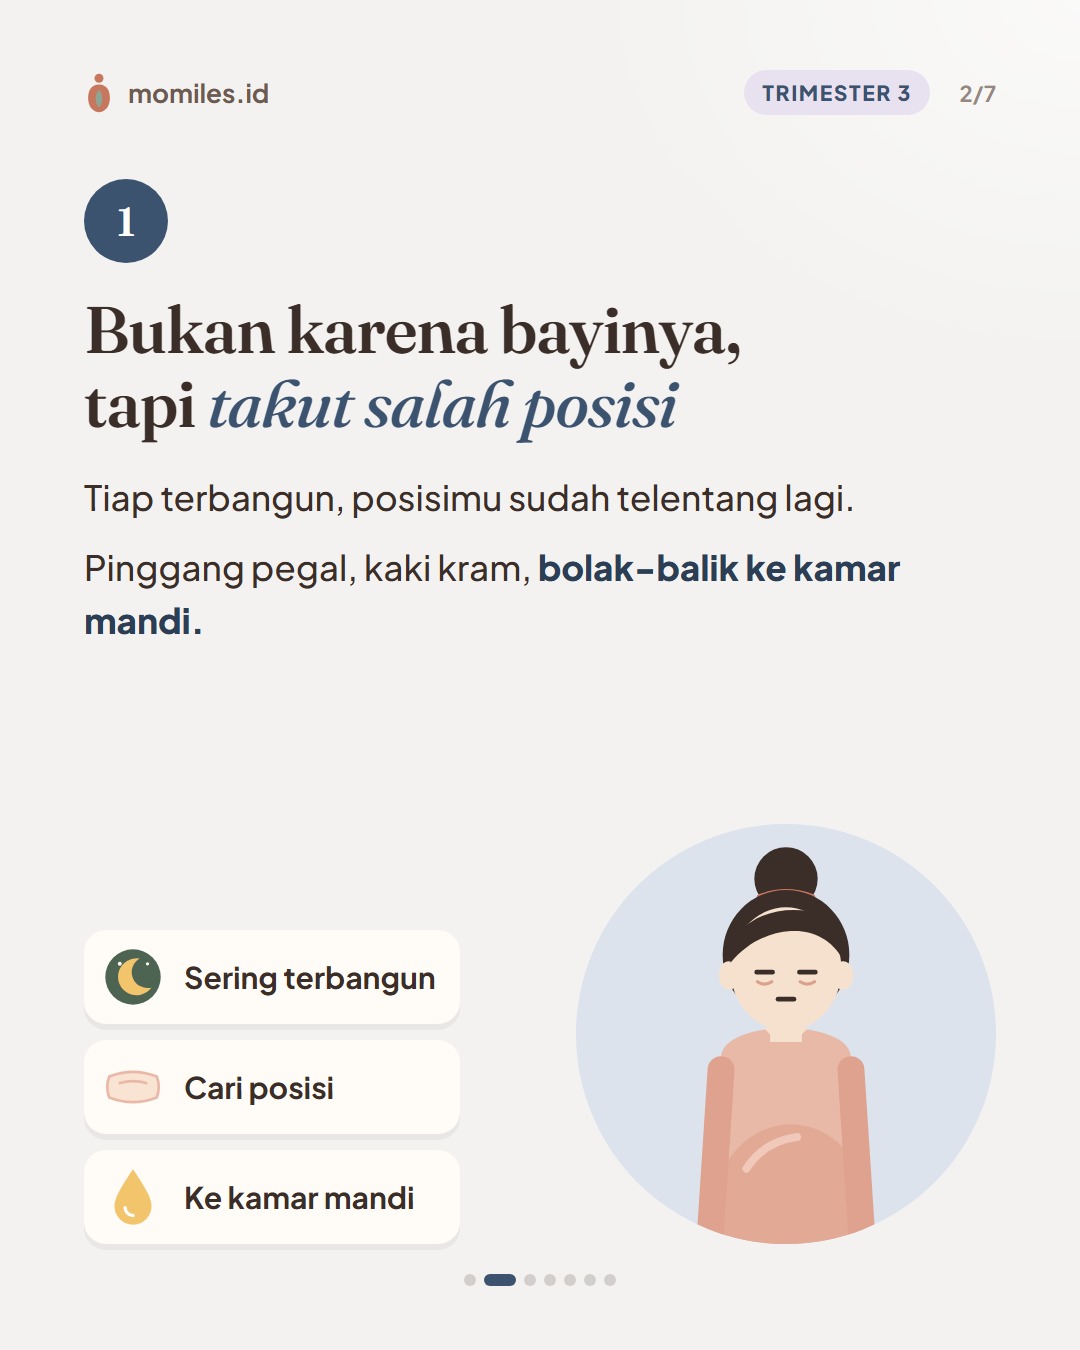 momiles.id
TRIMESTER 3
2/7
1
Bukan karena bayinya,
tapi takut salah posisi
Tiap terbangun, posisimu sudah telentang lagi.
Pinggang pegal, kaki kram, bolak-balik ke kamar
mandi.
Sering terbangun
Cari posisi
Ke kamar mandi